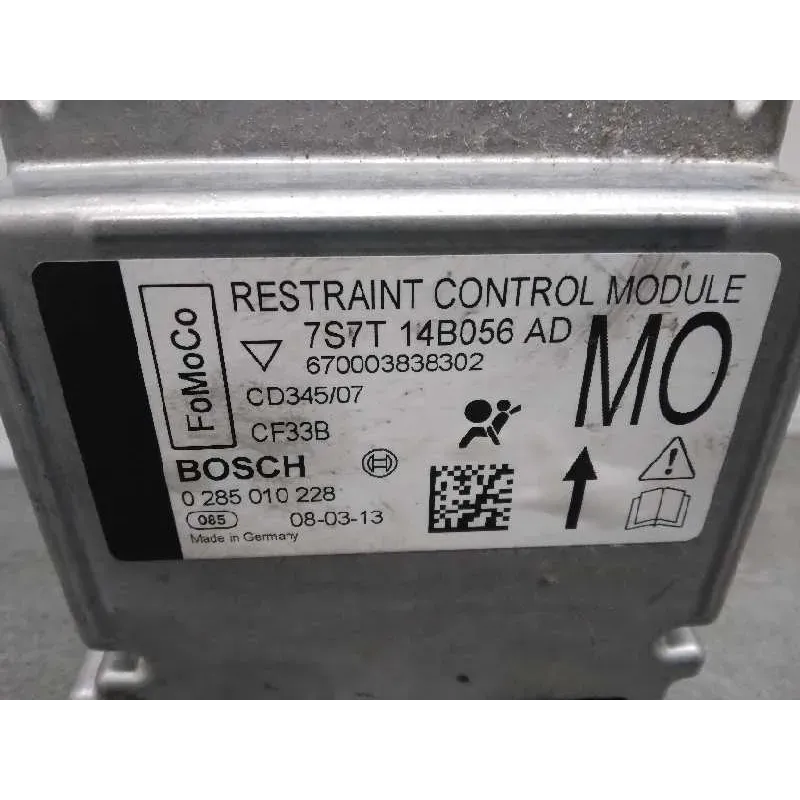 FoMoCo
RESTRAINT CONTROL MODULE
7S7T 14B056 AD
670003838302
MO
CD345/07
CF33B
BOSCH
0 285 010 228
085
08-03-13
Made in Germany